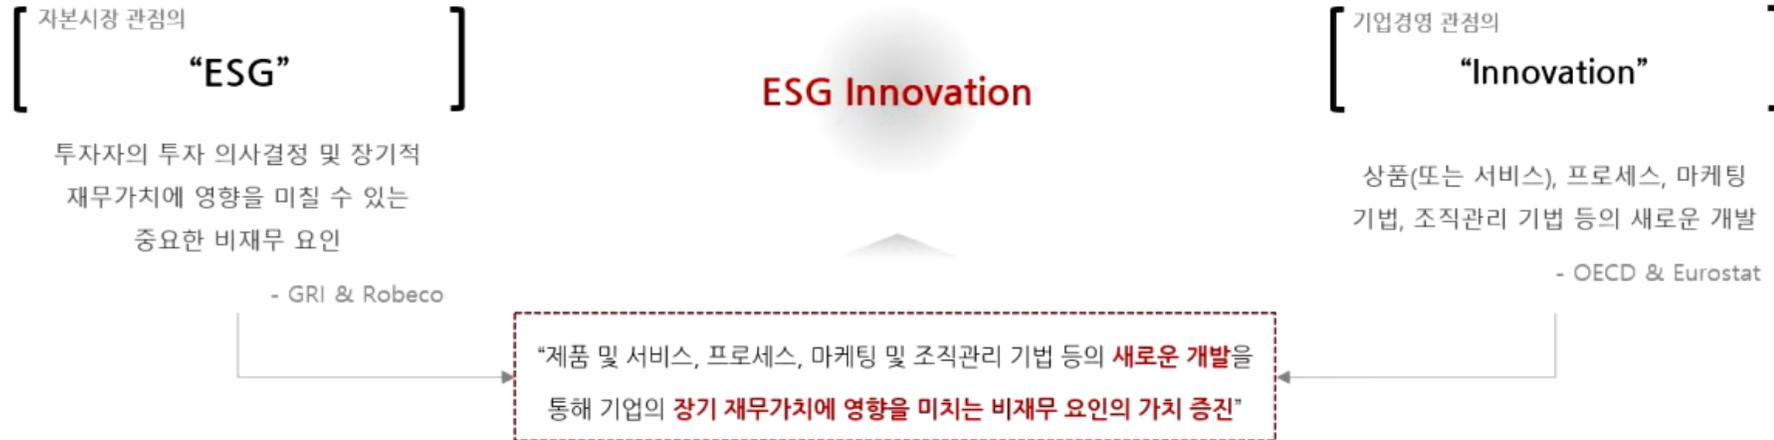 자본시장 관점의
“ESG”
투자자의 투자 의사결정 및 장기적
재무가치에 영향을 미칠 수 있는
중요한 비재무 요인
- GRI & Robeco
ESG Innovation
기업경영 관점의
“Innovation”
상품(또는 서비스), 프로세스, 마케팅
기법, 조직관리 기법 등의 새로운 개발
- OECD & Eurostat
“제품 및 서비스, 프로세스, 마케팅 및 조직관리 기법 등의 새로운 개발을
통해 기업의 장기 재무가치에 영향을 미치는 비재무 요인의 가치 증진”